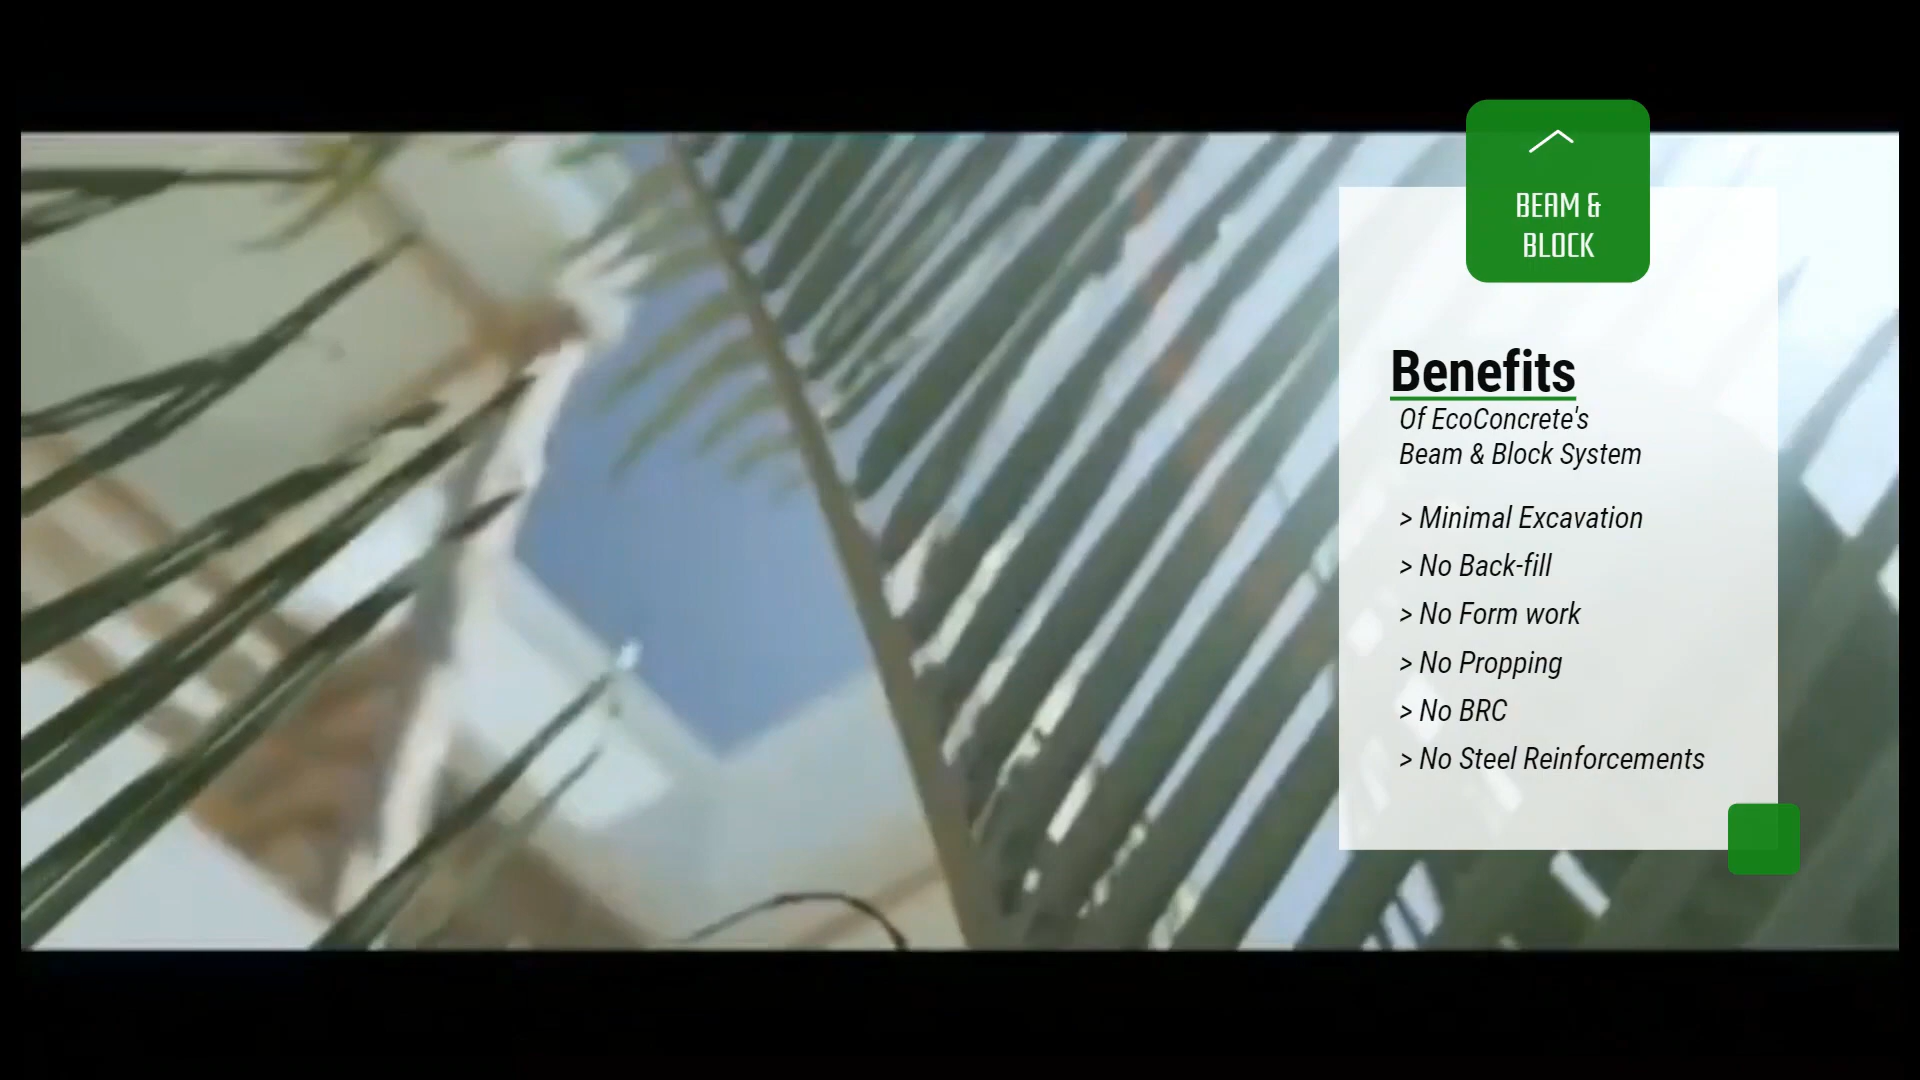 BEAM &
BLOCK
Benefits
Of EcoConcrete's
Beam & Block System
> Minimal Excavation
> No Back-fill
> No Form work
> No Propping
> No BRC
> No Steel Reinforcements